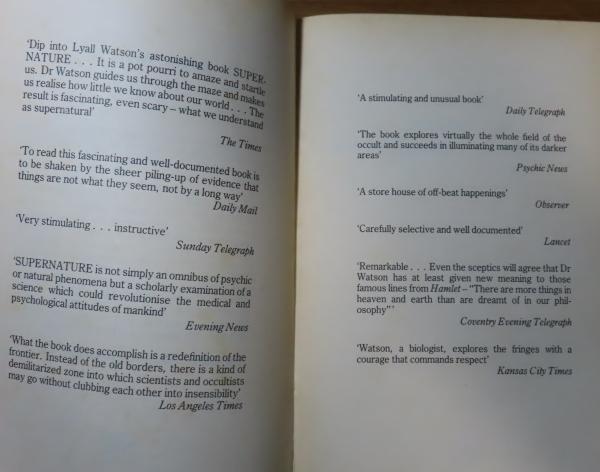 'Dip into Lyall Watson's astonishing book SUPER-
NATURE . . . It is a pot pourri to amaze and startle
us. Dr Watson guides us through the maze and makes
us realise how little we know about our world . . . The
result is fascinating, even scary – what we understand
as supernatural'
The Times
'To read this fascinating and well-documented book is
to be shaken by the sheer piling-up of evidence that
things are not what they seem, not by a long way'
Daily Mail
'Very stimulating . . . instructive'
Sunday Telegraph
'SUPERNATURE is not simply an omnibus of psychic
or natural phenomena but a scholarly examination of a
science which could revolutionise the medical and
psychological attitudes of mankind'
Evening News
'What the book does accomplish is a redefinition of the
frontier. Instead of the old borders, there is a kind of
demilitarized zone into which scientists and occultists
may go without clubbing each other into insensibility'
Los Angeles Times
'A stimulating and unusual book'
Daily Telegraph
'The book explores virtually the whole field of the
occult and succeeds in illuminating many of its darker
areas'
Psychic News
'A store house of off-beat happenings'
Observer
'Carefully selective and well documented'
Lancet
'Remarkable . . . Even the sceptics will agree that Dr
Watson has at least given new meaning to those
famous lines from Hamlet – "There are more things in
heaven and earth than are dreamt of in our phil-
osophy" '
Coventry Evening Telegraph
'Watson, a biologist, explores the fringes with a
courage that commands respect'
Kansas City Times